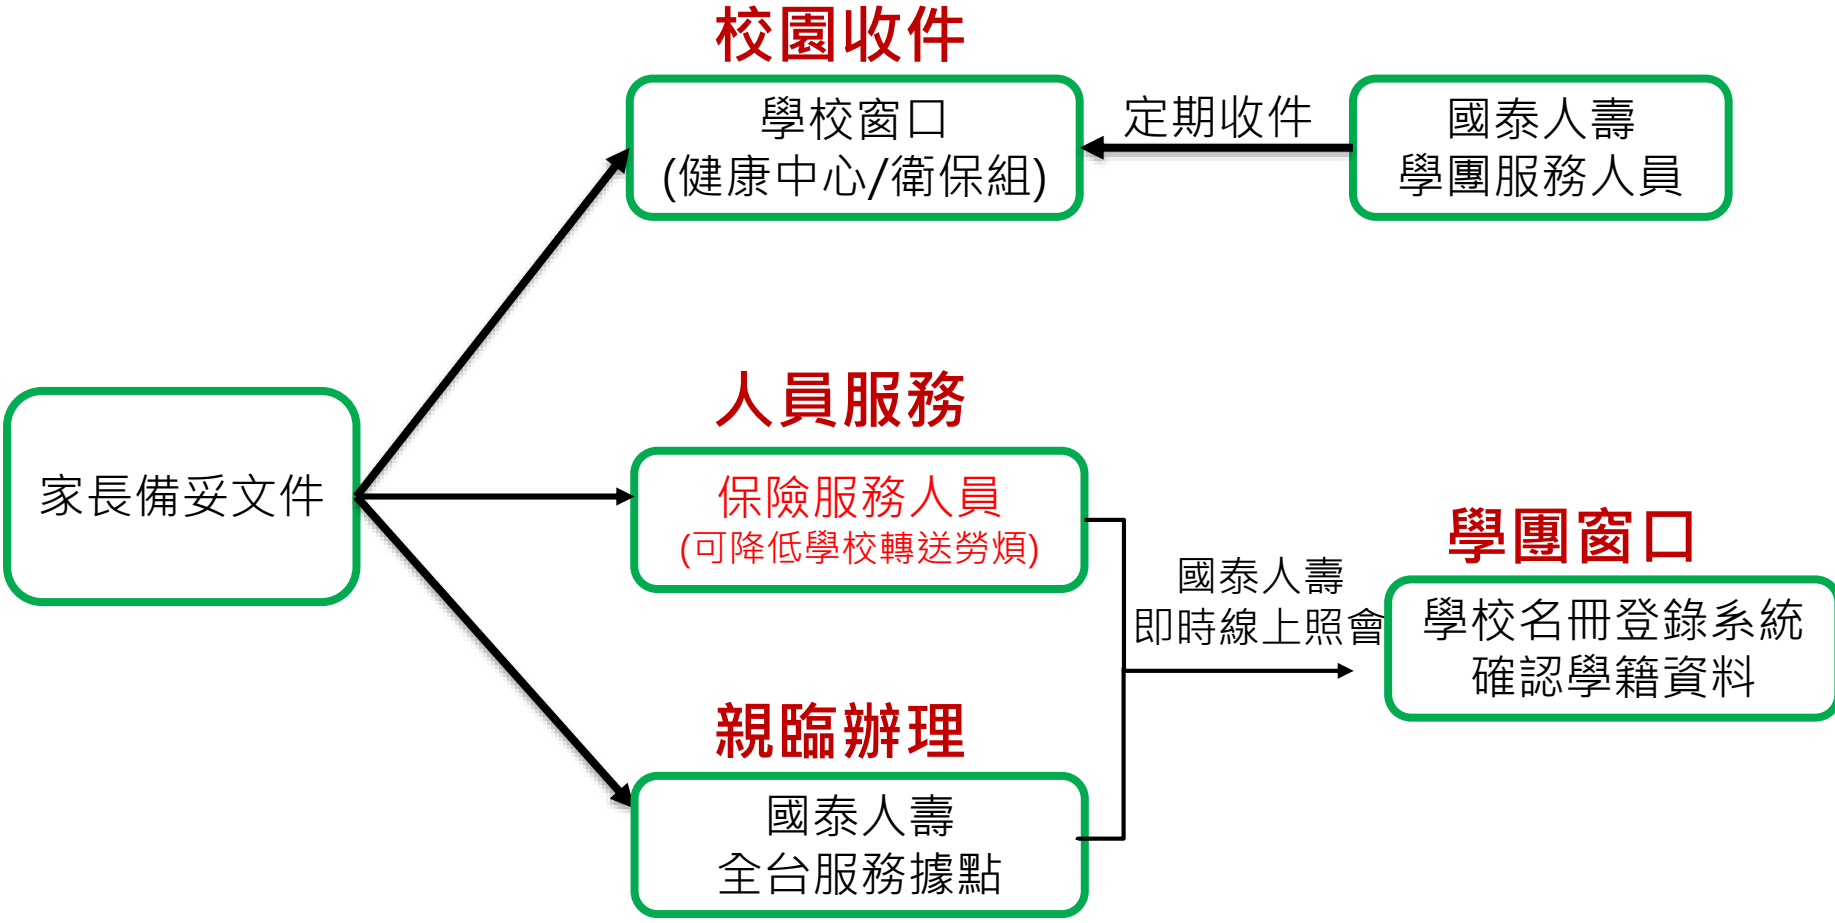 校園收件
學校窗口
(健康中心/衛保組)
定期收件
國泰人壽
學團服務人員
家長備妥文件
人員服務
保險服務人員
(可降低學校轉送勞煩)
國泰人壽
即時線上照會
學團窗口
學校名冊登錄系統
確認學籍資料
親臨辦理
國泰人壽
全台服務據點